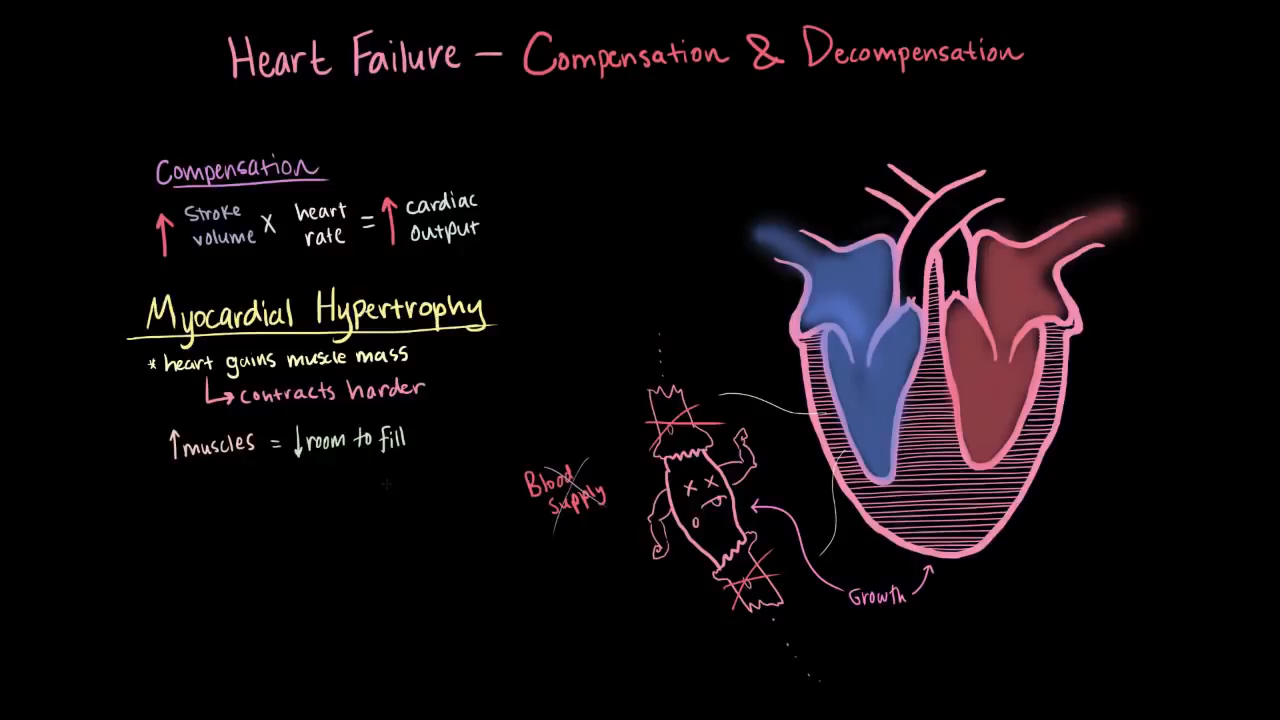 Heart Failure – Compensation & Decompensation
Compensation
↑ stroke volume x heart rate = ↑ cardiac output
Myocardial Hypertrophy
* heart gains muscle mass
↳ contracts harder
↑ muscles = ↓ room to fill
Blood
supply
Growth